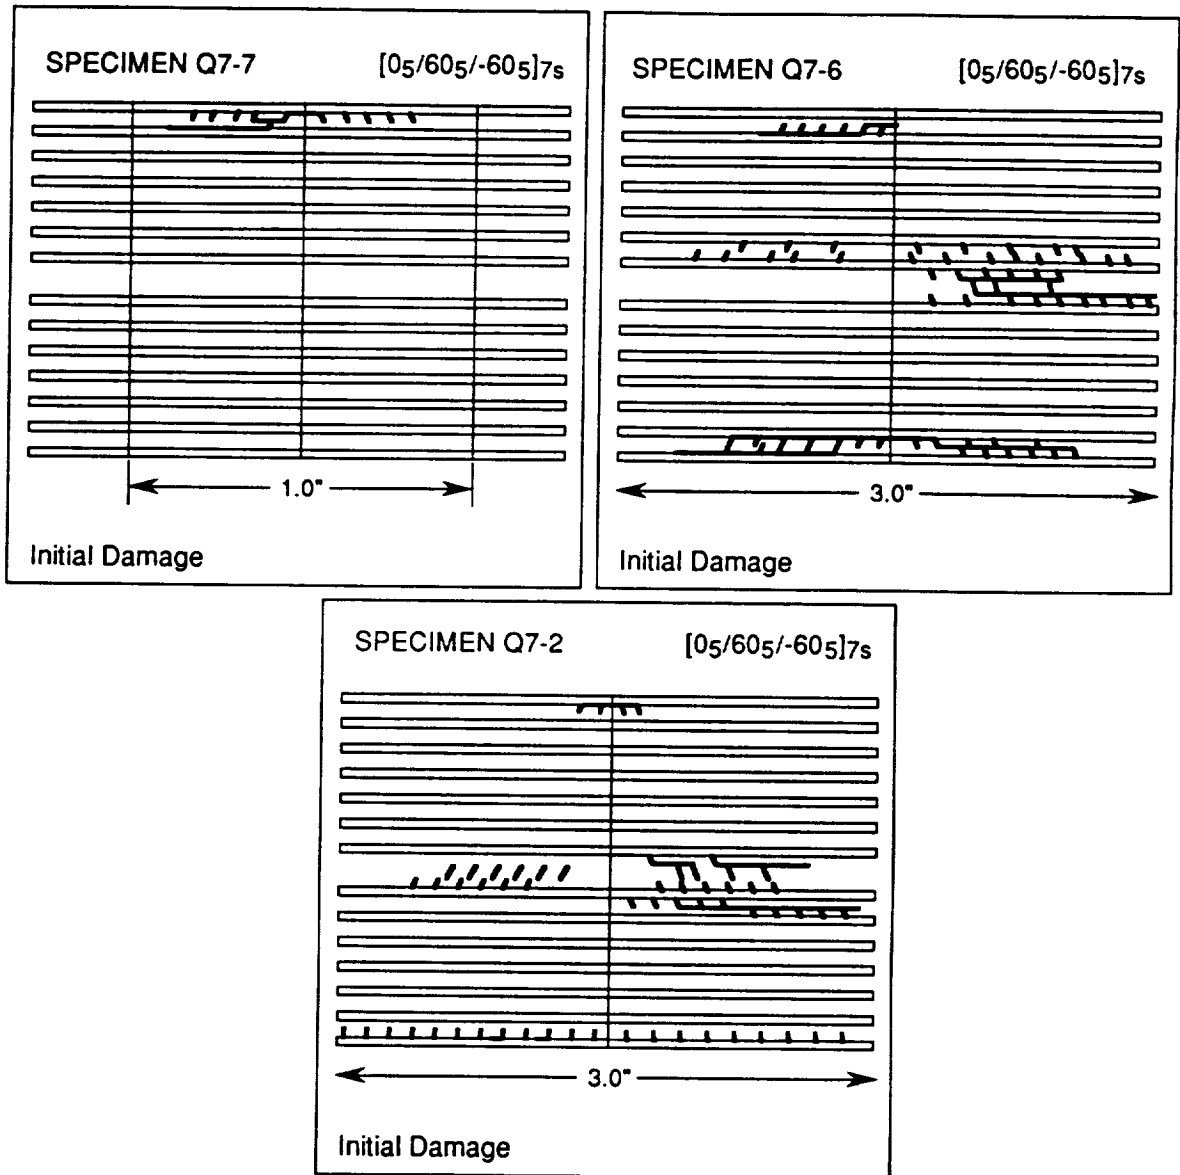 SPECIMEN Q7-7 [0₅/60₅/-60₅]7s
1.0"
Initial Damage
SPECIMEN Q7-6 [0₅/60₅/-60₅]7s
3.0"
Initial Damage
SPECIMEN Q7-2 [0₅/60₅/-60₅]7s
3.0"
Initial Damage